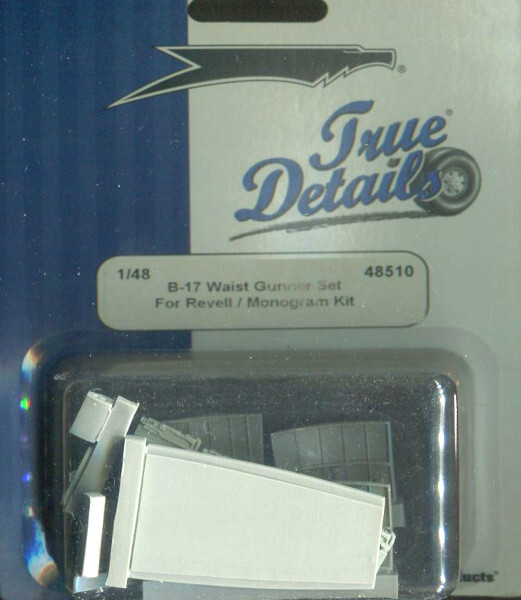 True
Details
®
®
1/48 48510
B-17 Waist Gunner Set
For Revell / Monogram Kit